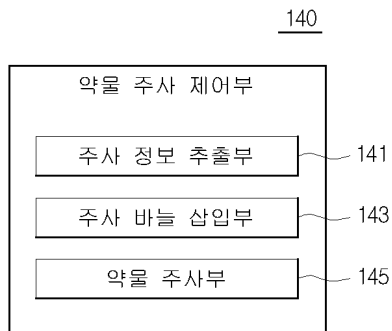 140
약물 주사 제어부
주사 정보 추출부 141
주사 바늘 삽입부 143
약물 주사부 145